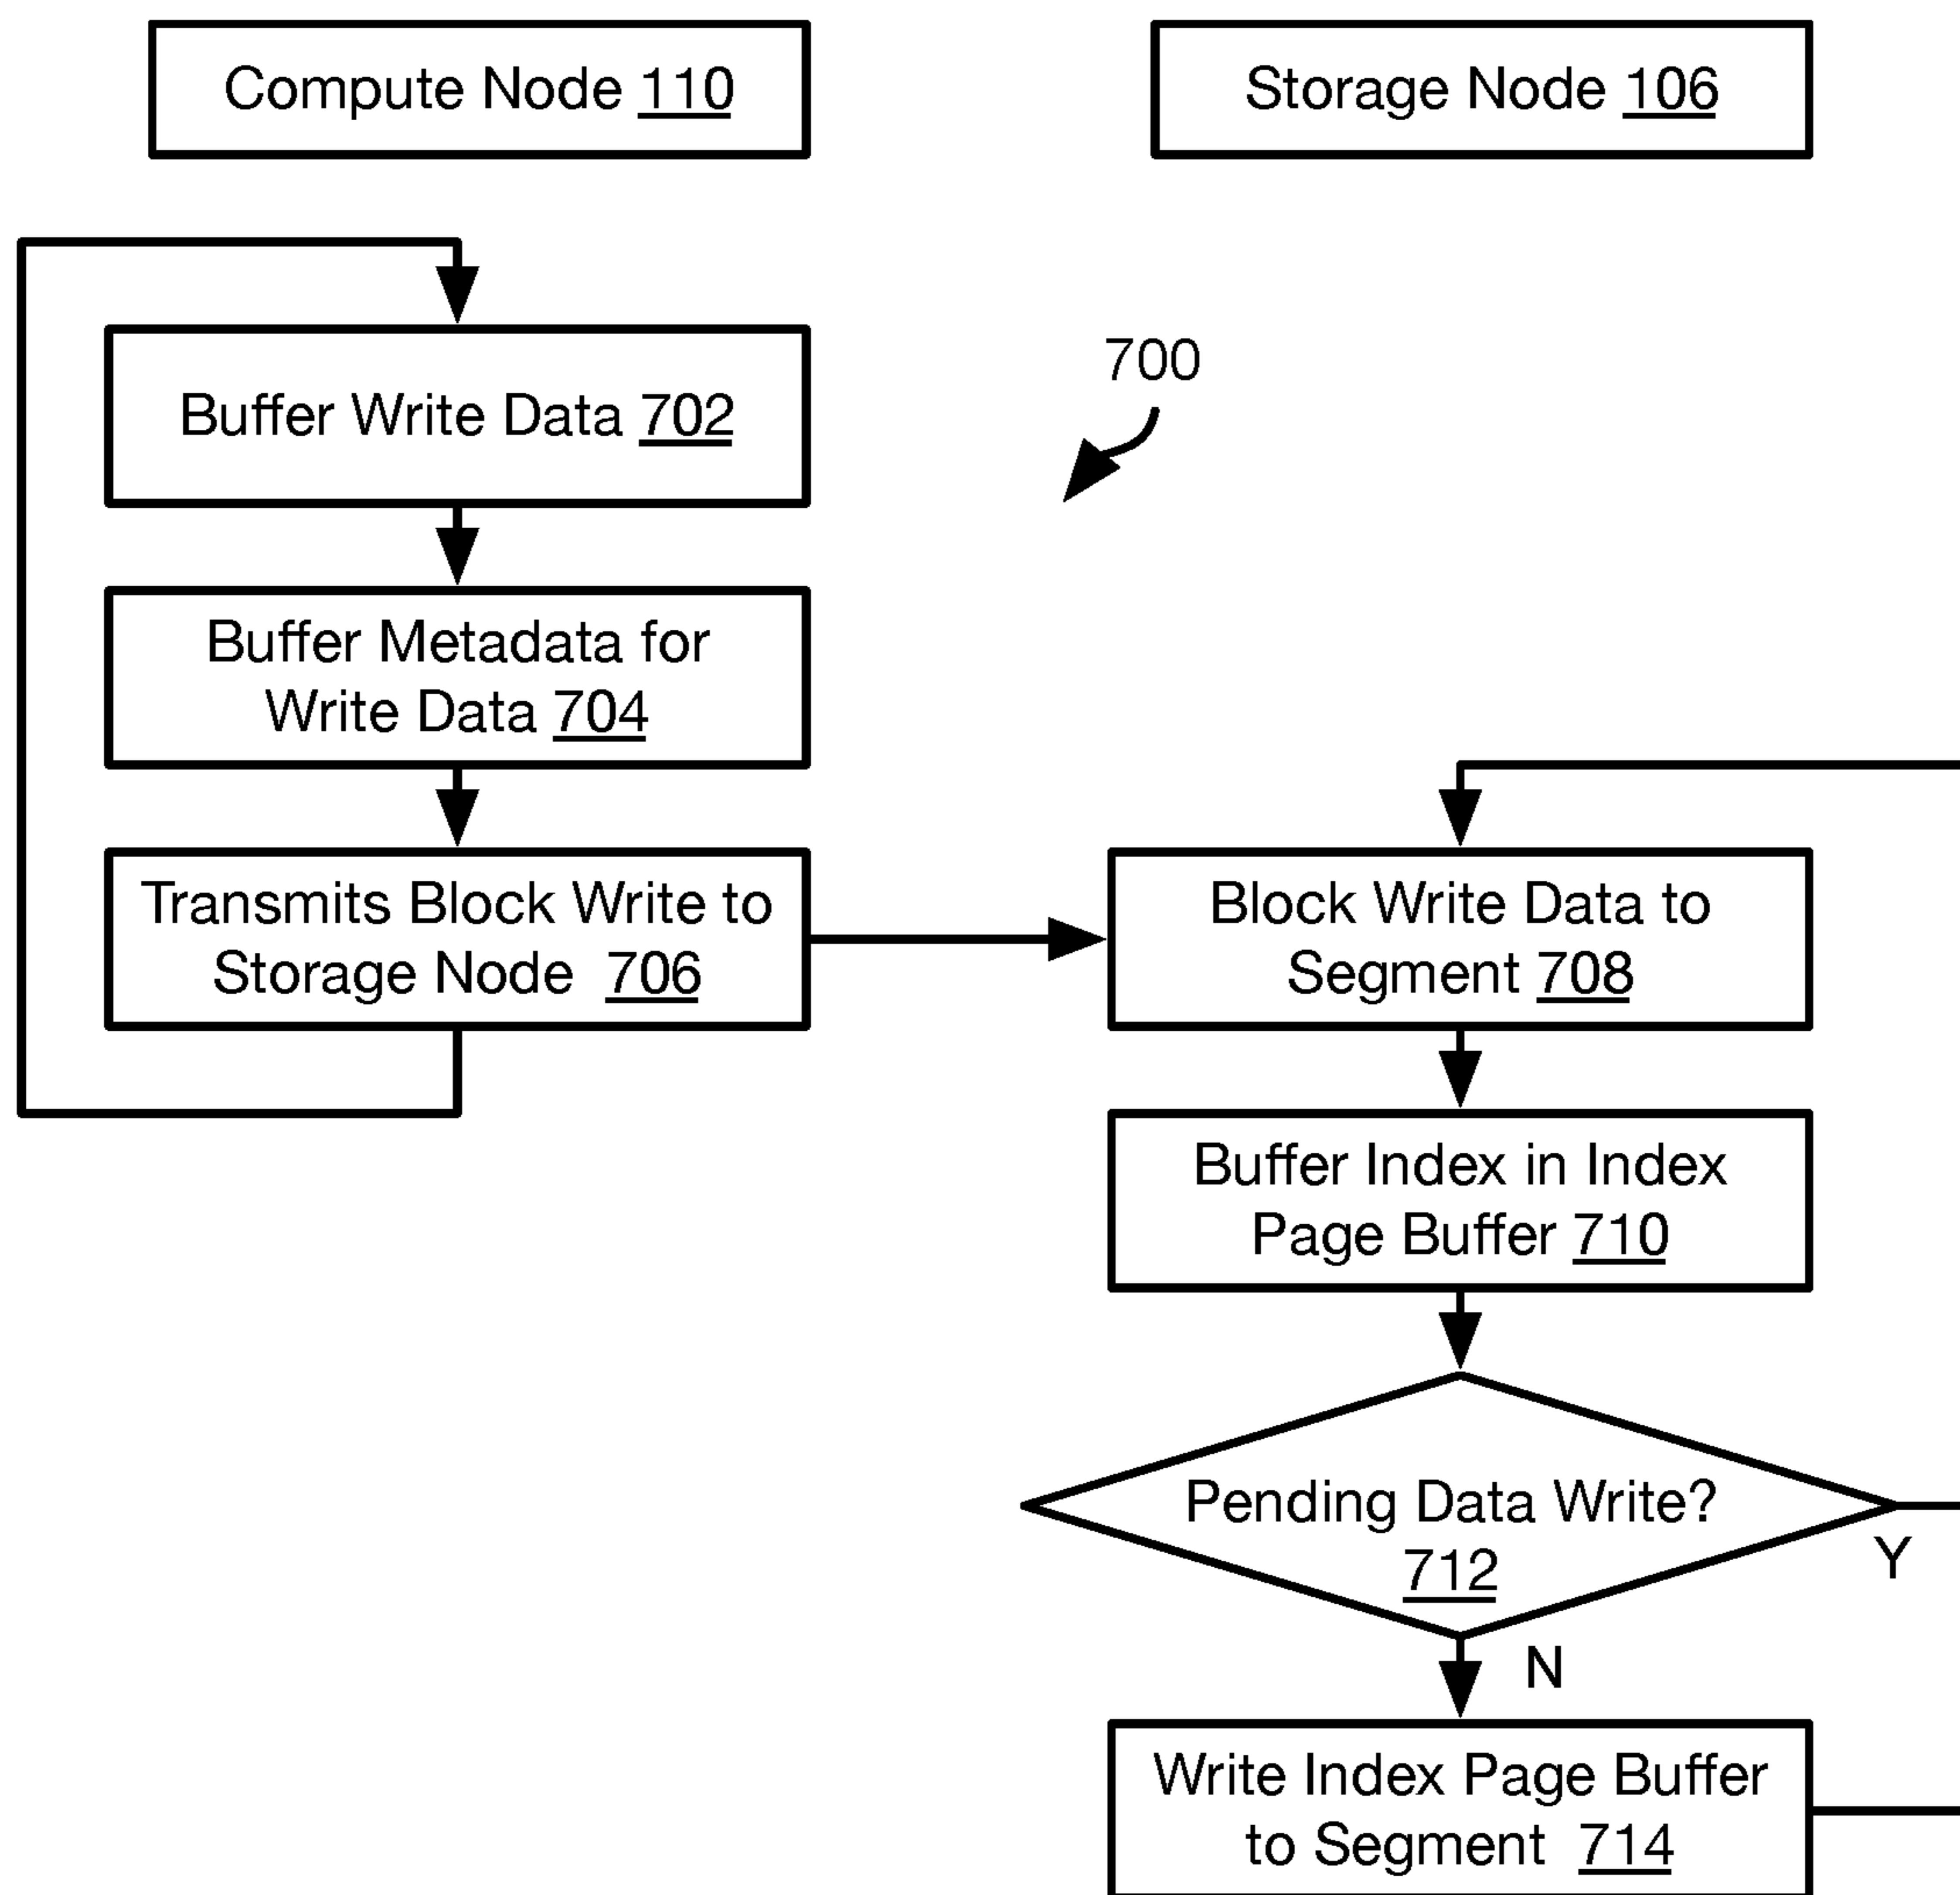 Compute Node 110
Storage Node 106
700
Buffer Write Data 702
Buffer Metadata for
Write Data 704
Transmits Block Write to
Storage Node 706
Block Write Data to
Segment 708
Buffer Index in Index
Page Buffer 710
Pending Data Write?
712
Y
N
Write Index Page Buffer
to Segment 714